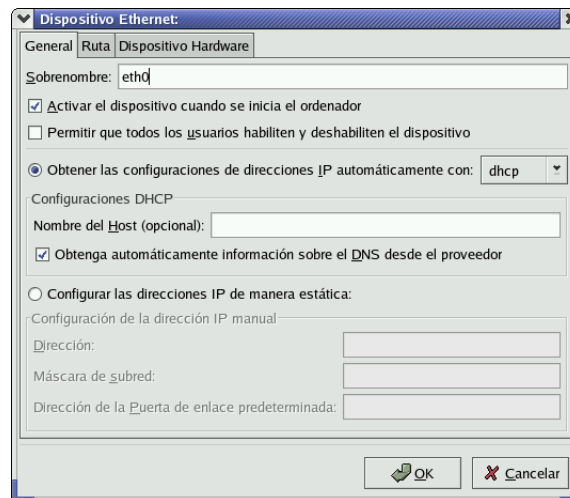 Dispositivo Ethernet:
General Ruta Dispositivo Hardware
Sobrenombre: eth0
Activar el dispositivo cuando se inicia el ordenador
Permitir que todos los usuarios habiliten y deshabiliten el dispositivo
Obtener las configuraciones de direcciones IP automáticamente con: dhcp
Configuraciones DHCP
Nombre del Host (opcional):
Obtenga automáticamente información sobre el DNS desde el proveedor
Configurar las direcciones IP de manera estática:
Configuración de la dirección IP manual
Dirección:
Máscara de subred:
Dirección de la Puerta de enlace predeterminada:
OK Cancelar